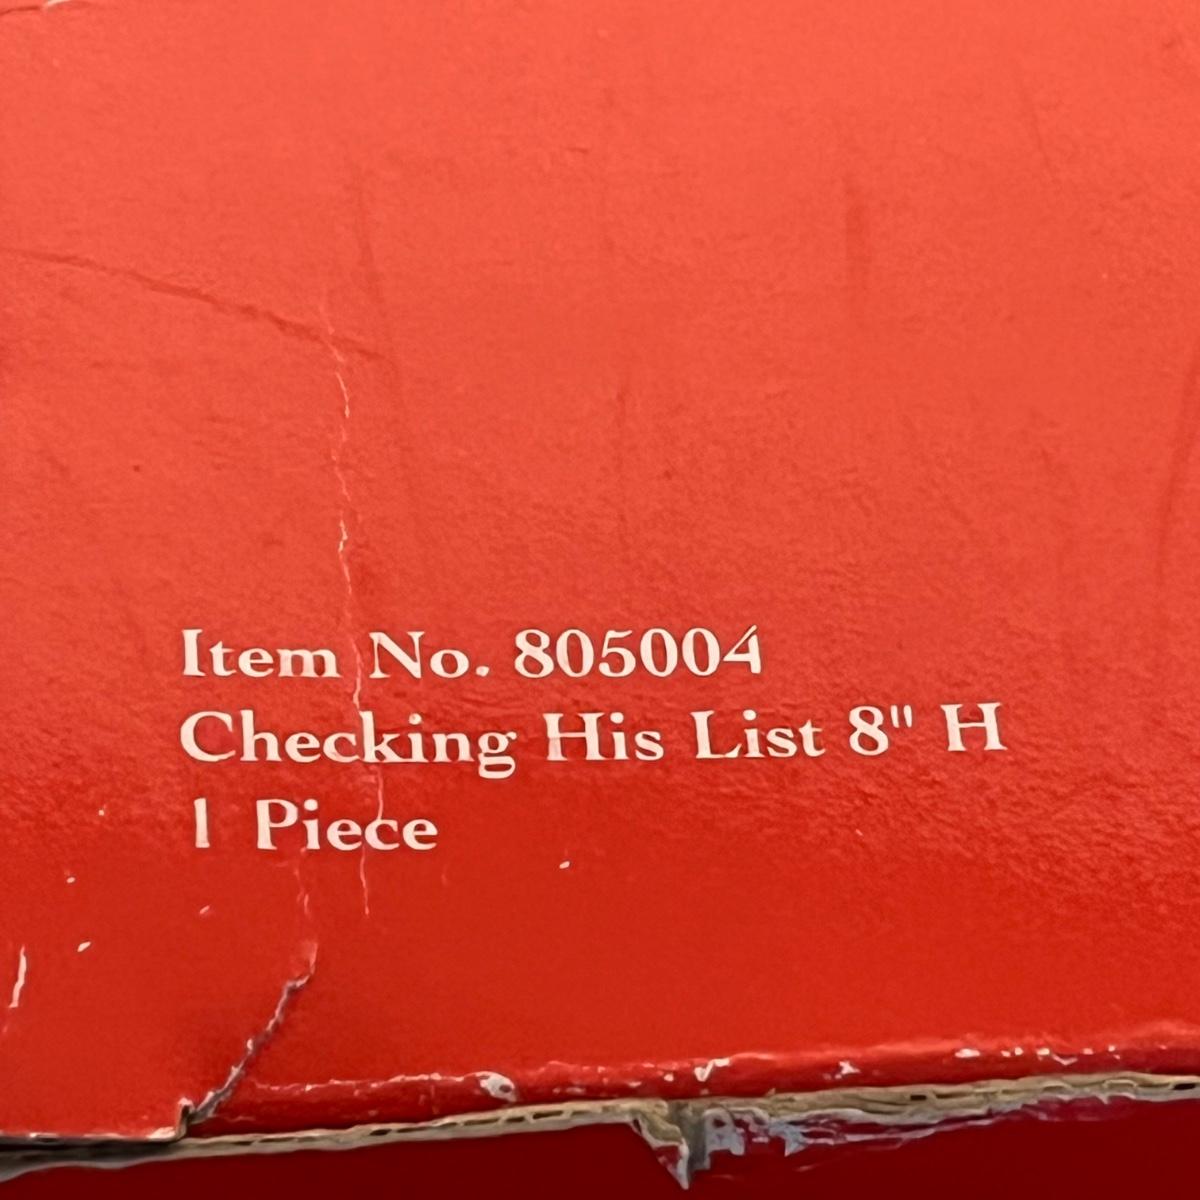 Item No. 805004
Checking His List 8" H
1 Piece